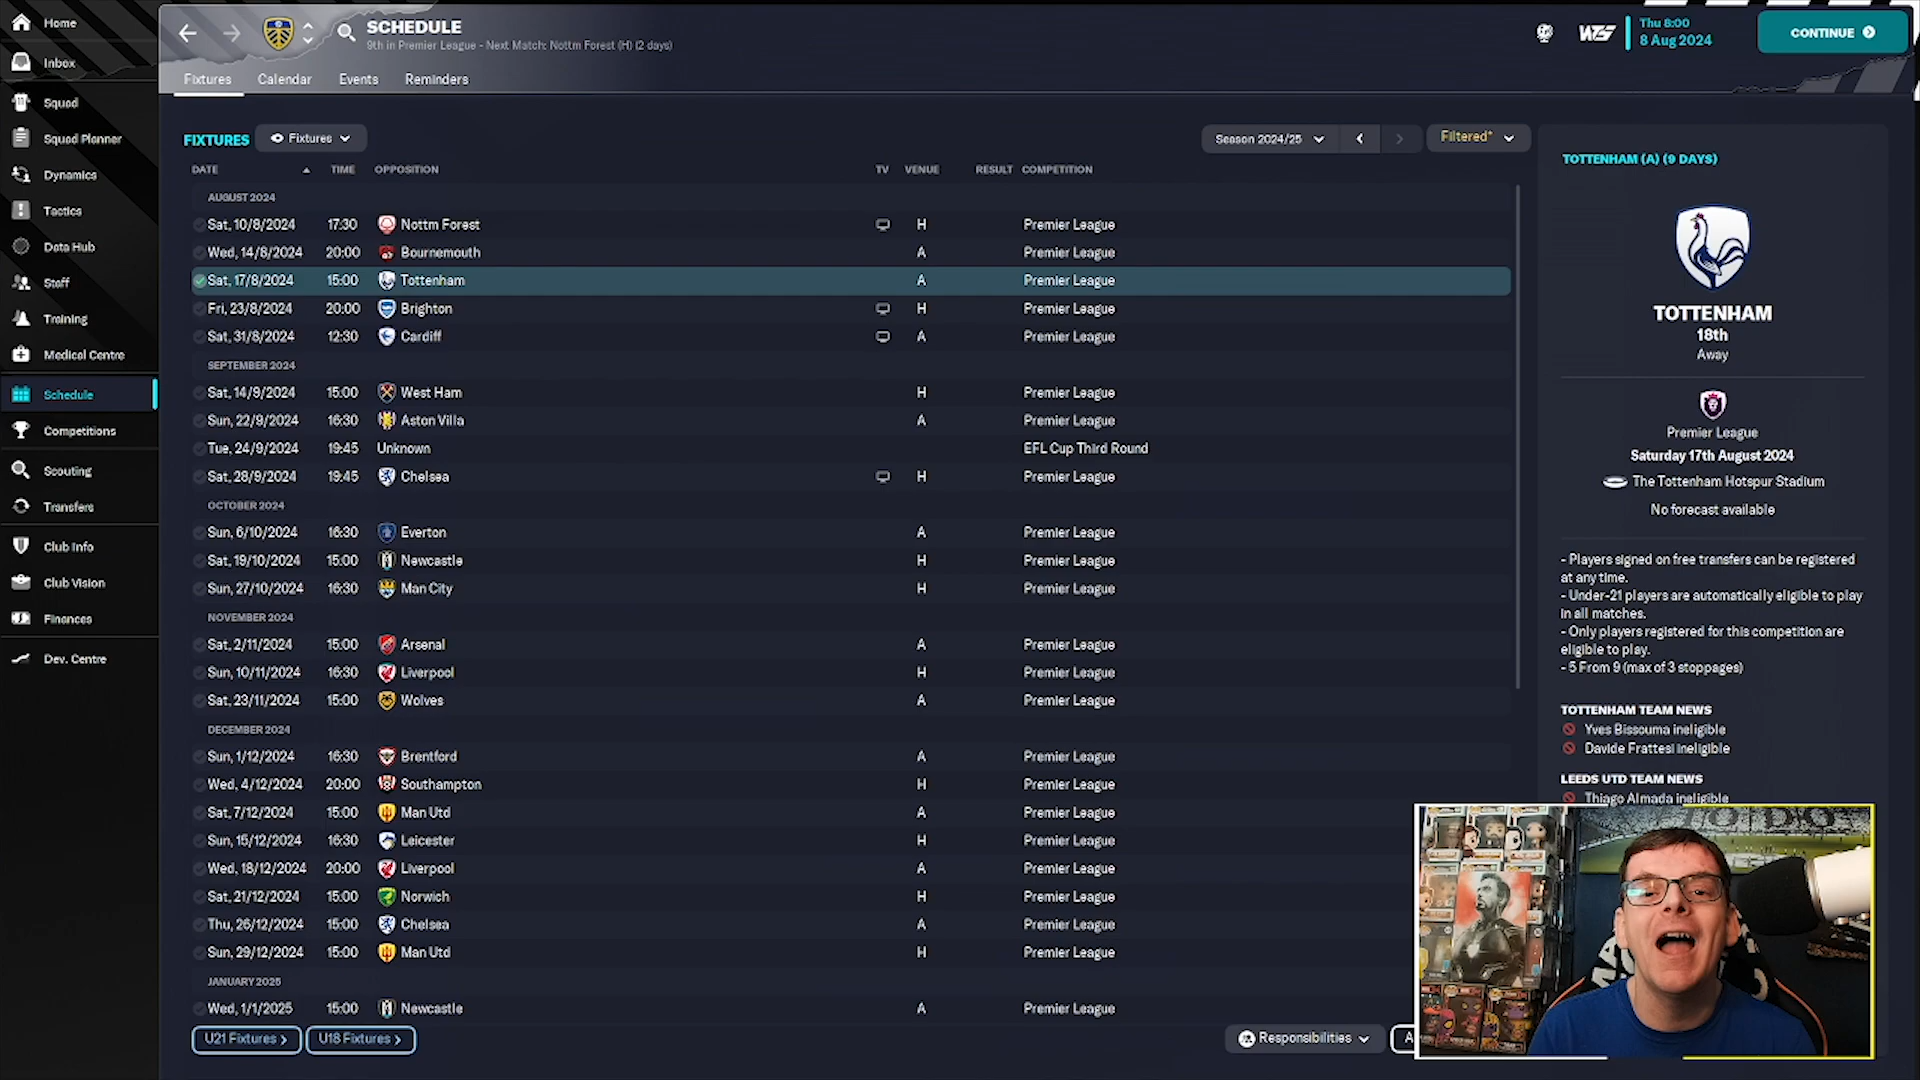 Home
Inbox
Squad
Squad Planner
Dynamics
Tactics
Data Hub
Staff
Training
Medical Centre
Schedule
Competitions
Scouting
Transfers
Club Info
Club Vision
Finances
Dev. Centre
SCHEDULE
9th in Premier League - Next Match: Nottm Forest (H) (2 days)
Thu 8:00
8 Aug 2024
CONTINUE
Fixtures Calendar Events Reminders
FIXTURES Fixtures Season 2024/25 Filtered*
DATE TIME OPPOSITION TV VENUE RESULT COMPETITION
AUGUST 2024
Sat, 10/8/2024 17:30 Nottm Forest H Premier League
Wed, 14/8/2024 20:00 Bournemouth A Premier League
Sat, 17/8/2024 15:00 Tottenham A Premier League
Fri, 23/8/2024 20:00 Brighton H Premier League
Sat, 31/8/2024 12:30 Cardiff A Premier League
SEPTEMBER 2024
Sat, 14/9/2024 15:00 West Ham H Premier League
Sun, 22/9/2024 16:30 Aston Villa A Premier League
Tue, 24/9/2024 19:45 Unknown EFL Cup Third Round
Sat, 28/9/2024 19:45 Chelsea H Premier League
OCTOBER 2024
Sun, 6/10/2024 16:30 Everton A Premier League
Sat, 19/10/2024 15:00 Newcastle H Premier League
Sun, 27/10/2024 16:30 Man City H Premier League
NOVEMBER 2024
Sat, 2/11/2024 15:00 Arsenal A Premier League
Sun, 10/11/2024 16:30 Liverpool H Premier League
Sat, 23/11/2024 15:00 Wolves A Premier League
DECEMBER 2024
Sun, 1/12/2024 16:30 Brentford A Premier League
Wed, 4/12/2024 20:00 Southampton H Premier League
Sat, 7/12/2024 15:00 Man Utd A Premier League
Sun, 15/12/2024 16:30 Leicester H Premier League
Wed, 18/12/2024 20:00 Liverpool A Premier League
Sat, 21/12/2024 15:00 Norwich H Premier League
Thu, 26/12/2024 15:00 Chelsea A Premier League
Sun, 29/12/2024 15:00 Man Utd H Premier League
JANUARY 2025
Wed, 1/1/2025 15:00 Newcastle A Premier League
U21 Fixtures U18 Fixtures Responsibilities
TOTTENHAM (A) (9 DAYS)
TOTTENHAM
18th
Away
Premier League
Saturday 17th August 2024
The Tottenham Hotspur Stadium
No forecast available
- Players signed on free transfers can be registered
at any time.
- Under-21 players are automatically eligible to play
in all matches.
- Only players registered for this competition are
eligible to play.
- 5 From 9 (max of 3 stoppages)
TOTTENHAM TEAM NEWS
Yves Bissouma ineligible
Davide Frattesi ineligible
LEEDS UTD TEAM NEWS
Thiago Almada ineligible